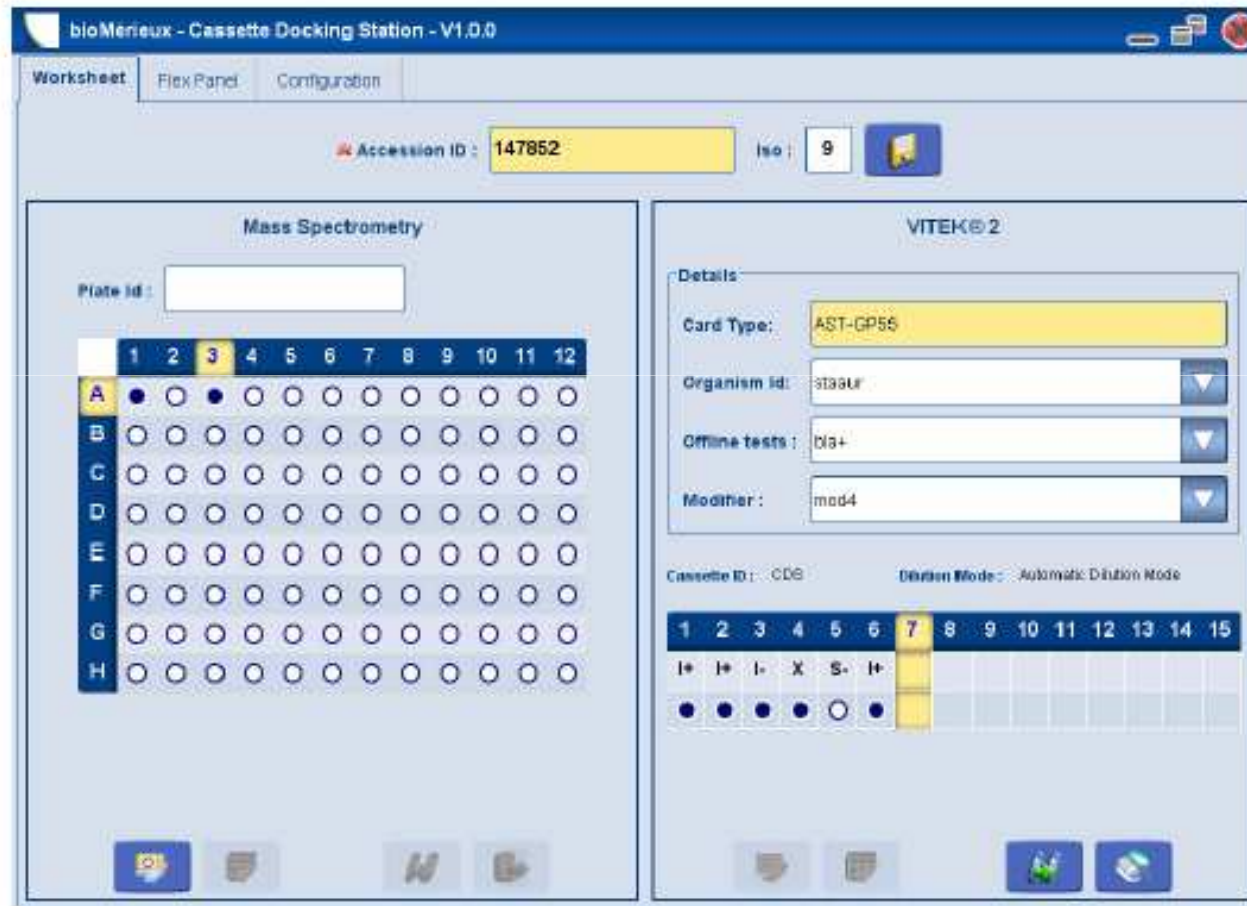 bioMérieux - Cassette Docking Station - V1.0.0
Worksheet Flex Panel Configuration
Accession ID : 147852 Iso : 9
Mass Spectrometry
Plate Id :
1 2 3 4 5 6 7 8 9 10 11 12
A
B
C
D
E
F
G
H
VITEK® 2
Details
Card Type: AST-GP55
Organism Id: staaur
Offline tests : bla+
Modifier : mod4
Cassette ID : CDS Dilution Mode : Automatic Dilution Mode
1 2 3 4 5 6 7 8 9 10 11 12 13 14 15
I+ I+ I- X S- I+